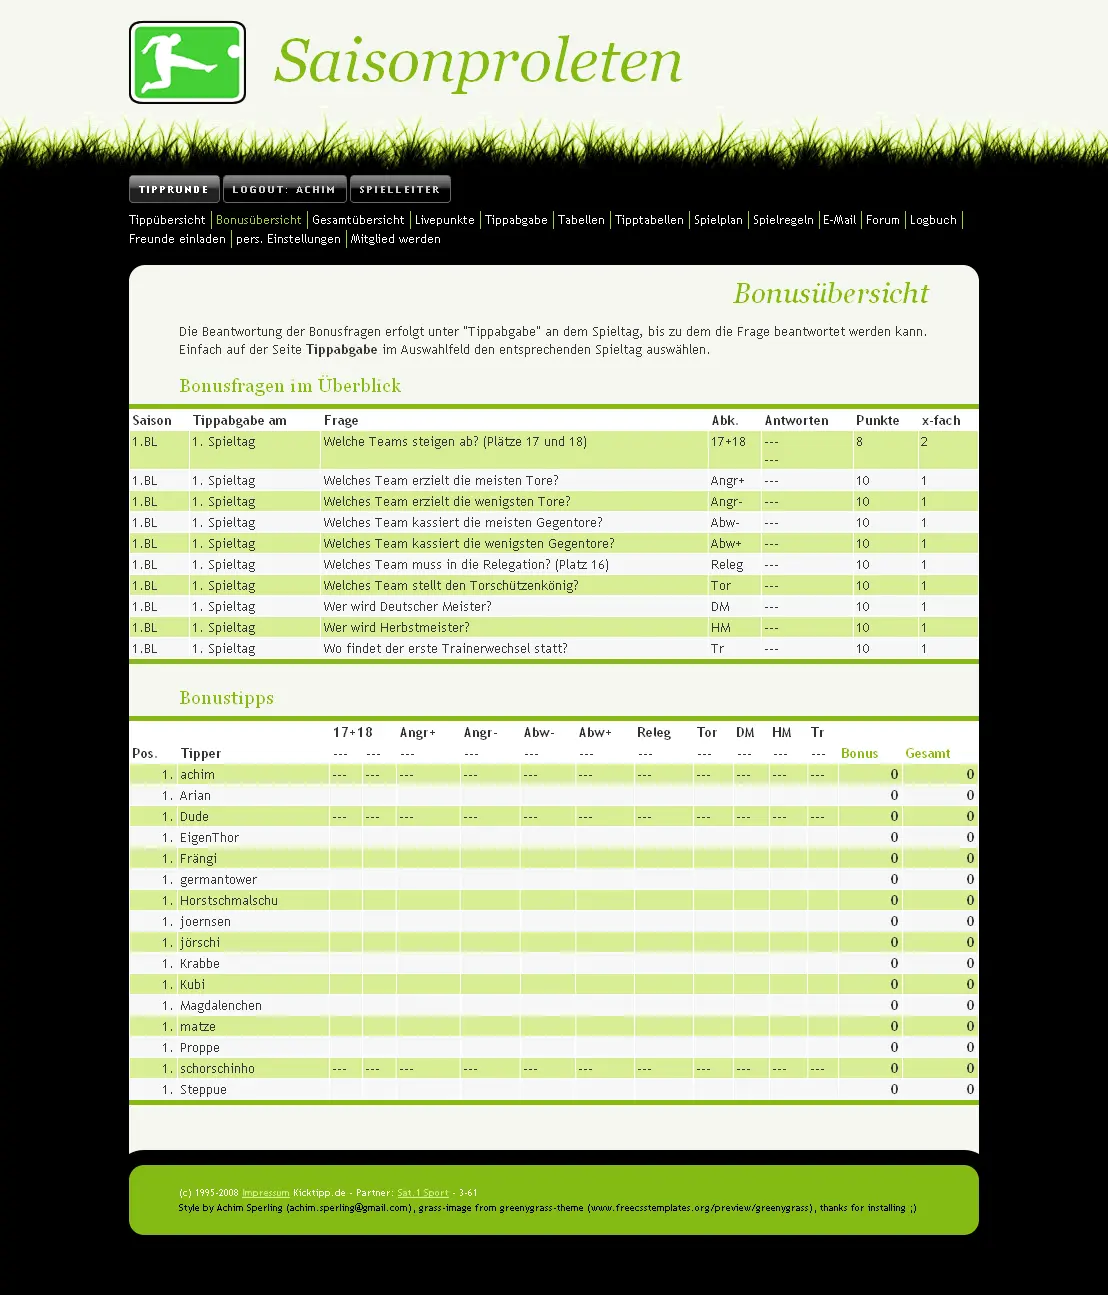 Saisonproleten
TIPPRUNDE LOGOUT: ACHIM SPIELLEITER
Tippübersicht Bonusübersicht Gesamtübersicht Livepunkte Tippabgabe Tabellen Tipptabellen Spielplan Spielregeln E-Mail Forum Logbuch
Freunde einladen pers. Einstellungen Mitglied werden
Bonusübersicht
Die Beantwortung der Bonusfragen erfolgt unter "Tippabgabe" an dem Spieltag, bis zu dem die Frage beantwortet werden kann.
Einfach auf der Seite Tippabgabe im Auswahlfeld den entsprechenden Spieltag auswählen.
Bonusfragen im Überblick
Saison Tippabgabe am Frage Abk. Antworten Punkte x-fach
1.BL 1. Spieltag Welche Teams steigen ab? (Plätze 17 und 18) 17+18 --- 8 2
---
1.BL 1. Spieltag Welches Team erzielt die meisten Tore? Angr+ --- 10 1
1.BL 1. Spieltag Welches Team erzielt die wenigsten Tore? Angr- --- 10 1
1.BL 1. Spieltag Welches Team kassiert die meisten Gegentore? Abw- --- 10 1
1.BL 1. Spieltag Welches Team kassiert die wenigsten Gegentore? Abw+ --- 10 1
1.BL 1. Spieltag Welches Team muss in die Relegation? (Platz 16) Releg --- 10 1
1.BL 1. Spieltag Welches Team stellt den Torschützenkönig? Tor --- 10 1
1.BL 1. Spieltag Wer wird Deutscher Meister? DM --- 10 1
1.BL 1. Spieltag Wer wird Herbstmeister? HM --- 10 1
1.BL 1. Spieltag Wo findet der erste Trainerwechsel statt? Tr --- 10 1
Bonustipps
17+18 Angr+ Angr- Abw- Abw+ Releg Tor DM HM Tr
Pos. Tipper --- --- --- --- --- --- --- --- --- --- --- Bonus Gesamt
1. achim --- --- --- --- --- --- --- --- --- --- --- 0 0
1. Arian 0 0
1. Dude --- --- --- --- --- --- --- --- --- --- --- 0 0
1. EigenThor 0 0
1. Frängi 0 0
1. germantower 0 0
1. Horstschmalschu 0 0
1. joernsen 0 0
1. jörschi 0 0
1. Krabbe 0 0
1. Kubi 0 0
1. Magdalenchen 0 0
1. matze 0 0
1. Proppe 0 0
1. schorschinho --- --- --- --- --- --- --- --- --- --- --- 0 0
1. Steppue 0 0
(c) 1995-2008 Impressum Kicktipp.de - Partner: Sat.1 Sport - 3-61
Style by Achim Sperling (achim.sperling@gmail.com), grass-image from greenygrass-theme (www.freecsstemplates.org/preview/greenygrass), thanks for installing ;)